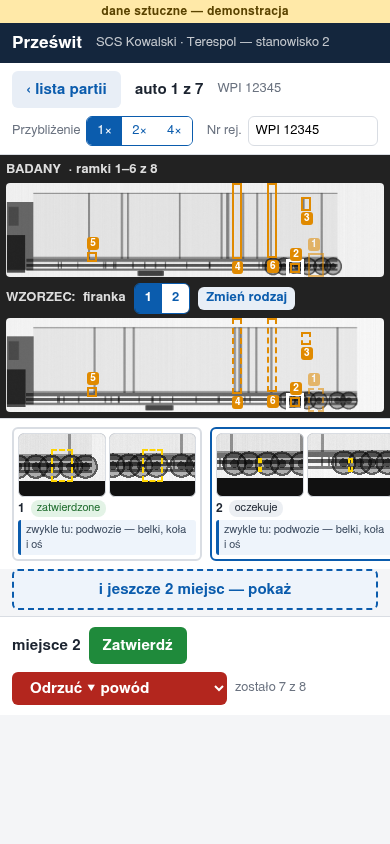 dane sztuczne — demonstracja
Prześwit SCS Kowalski · Terespol — stanowisko 2
‹ lista partii auto 1 z 7 WPI 12345
Przybliżenie 1× 2× 4× Nr rej. WPI 12345
BADANY · ramki 1–6 z 8
3
5
1
2
4
6
WZORZEC: firanka 1 2 Zmień rodzaj
3
5
1
2
4
6
1 zatwierdzone
zwykle tu: podwozie — belki, koła
i oś
2 oczekuje
zwykle tu: podwozie — belki, koła
i oś
i jeszcze 2 miejsc — pokaż
miejsce 2 Zatwierdź
Odrzuć ▾ powód zostało 7 z 8